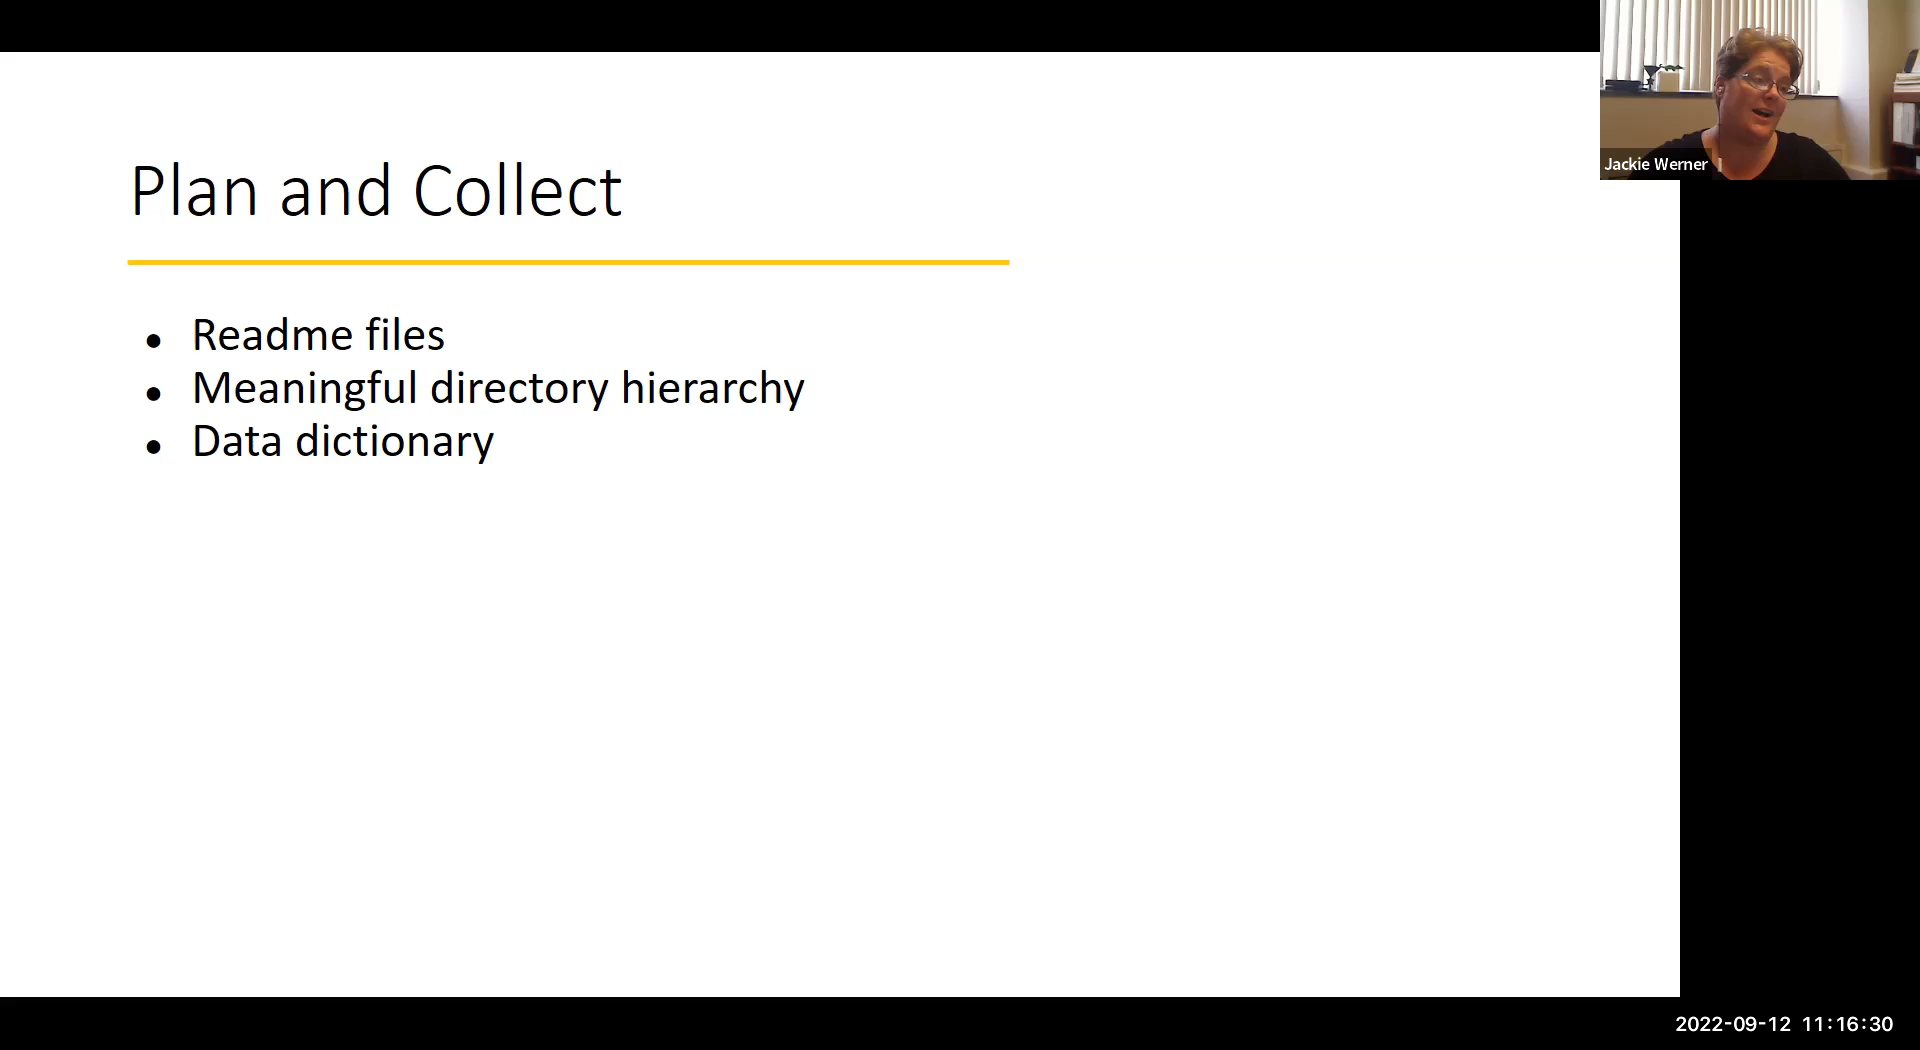 Plan and Collect
Readme files
Meaningful directory hierarchy
Data dictionary
Jackie Werner
2022-09-12 11:16:30